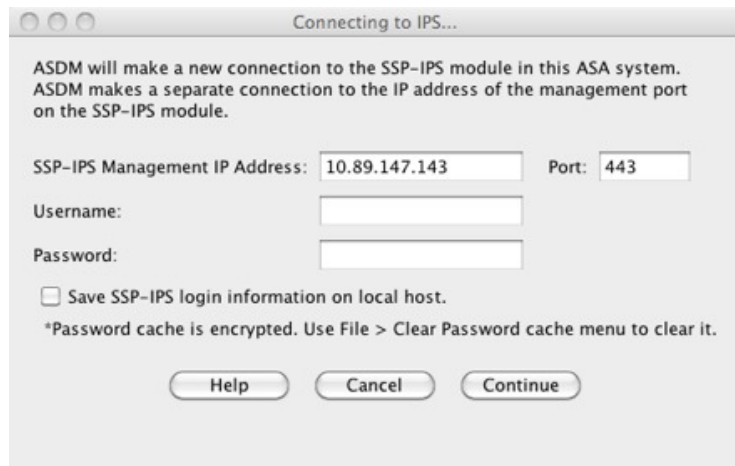 Connecting to IPS...
ASDM will make a new connection to the SSP-IPS module in this ASA system.
ASDM makes a separate connection to the IP address of the management port
on the SSP-IPS module.
SSP-IPS Management IP Address: 10.89.147.143 Port: 443
Username:
Password:
Save SSP-IPS login information on local host.
*Password cache is encrypted. Use File > Clear Password cache menu to clear it.
Help Cancel Continue